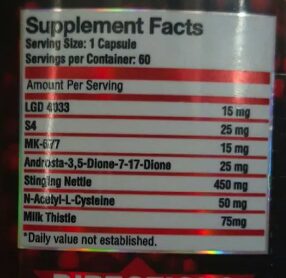 Supplement Facts
Serving Size: 1 Capsule
Servings per Container: 60
Amount Per Serving
LGD 4033 15 mg
S4 25 mg
MK-677 15 mg
Androsta-3,5-Dione-7-17-Dione 25 mg
Stinging Nettle 450 mg
N-Acetyl-L-Cysteine 50 mg
Milk Thistle 75mg
*Daily value not established.